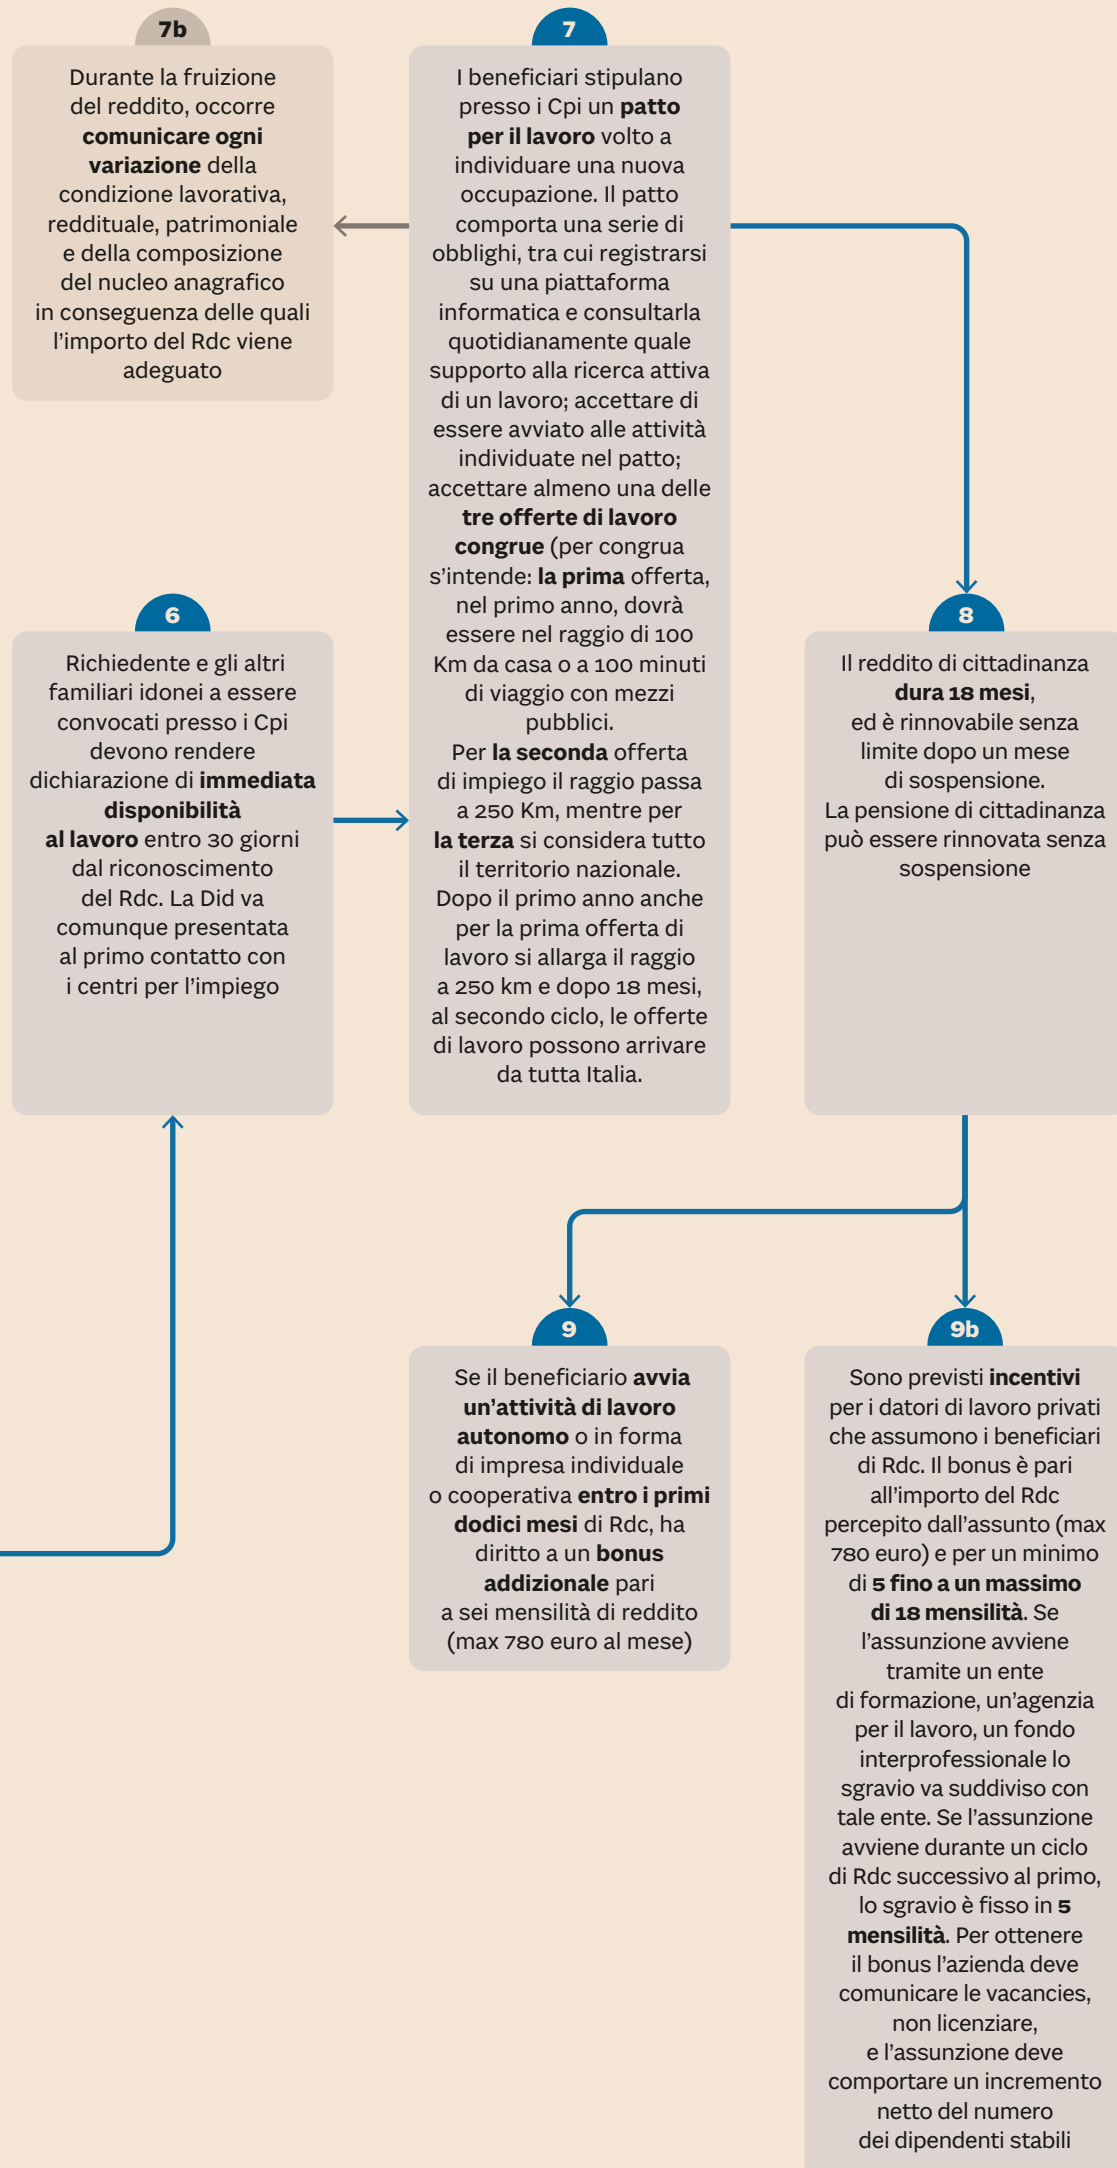 7b
Durante la fruizione
del reddito, occorre
comunicare ogni
variazione della
condizione lavorativa,
reddituale, patrimoniale
e della composizione
del nucleo anagrafico
in conseguenza delle quali
l'importo del Rdc viene
adeguato
7
I beneficiari stipulano
presso i Cpi un patto
per il lavoro volto a
individuare una nuova
occupazione. Il patto
comporta una serie di
obblighi, tra cui registrarsi
su una piattaforma
informatica e consultarla
quotidianamente quale
supporto alla ricerca attiva
di un lavoro; accettare di
essere avviato alle attività
individuate nel patto;
accettare almeno una delle
tre offerte di lavoro
congrue (per congrua
s'intende: la prima offerta,
nel primo anno, dovrà
essere nel raggio di 100
Km da casa o a 100 minuti
di viaggio con mezzi
pubblici.
Per la seconda offerta
di impiego il raggio passa
a 250 Km, mentre per
la terza si considera tutto
il territorio nazionale.
Dopo il primo anno anche
per la prima offerta di
lavoro si allarga il raggio
a 250 km e dopo 18 mesi,
al secondo ciclo, le offerte
di lavoro possono arrivare
da tutta Italia.
6
Richiedente e gli altri
familiari idonei a essere
convocati presso i Cpi
devono rendere
dichiarazione di immediata
disponibilità
al lavoro entro 30 giorni
dal riconoscimento
del Rdc. La Did va
comunque presentata
al primo contatto con
i centri per l'impiego
8
Il reddito di cittadinanza
dura 18 mesi,
ed è rinnovabile senza
limite dopo un mese
di sospensione.
La pensione di cittadinanza
può essere rinnovata senza
sospensione
9
Se il beneficiario avvia
un'attività di lavoro
autonomo o in forma
di impresa individuale
o cooperativa entro i primi
dodici mesi di Rdc, ha
diritto a un bonus
addizionale pari
a sei mensilità di reddito
(max 780 euro al mese)
9b
Sono previsti incentivi
per i datori di lavoro privati
che assumono i beneficiari
di Rdc. Il bonus è pari
all'importo del Rdc
percepito dall'assunto (max
780 euro) e per un minimo
di 5 fino a un massimo
di 18 mensilità. Se
l'assunzione avviene
tramite un ente
di formazione, un'agenzia
per il lavoro, un fondo
interprofessionale lo
sgravio va suddiviso con
tale ente. Se l'assunzione
avviene durante un ciclo
di Rdc successivo al primo,
lo sgravio è fisso in 5
mensilità. Per ottenere
il bonus l'azienda deve
comunicare le vacancies,
non licenziare,
e l'assunzione deve
comportare un incremento
netto del numero
dei dipendenti stabili